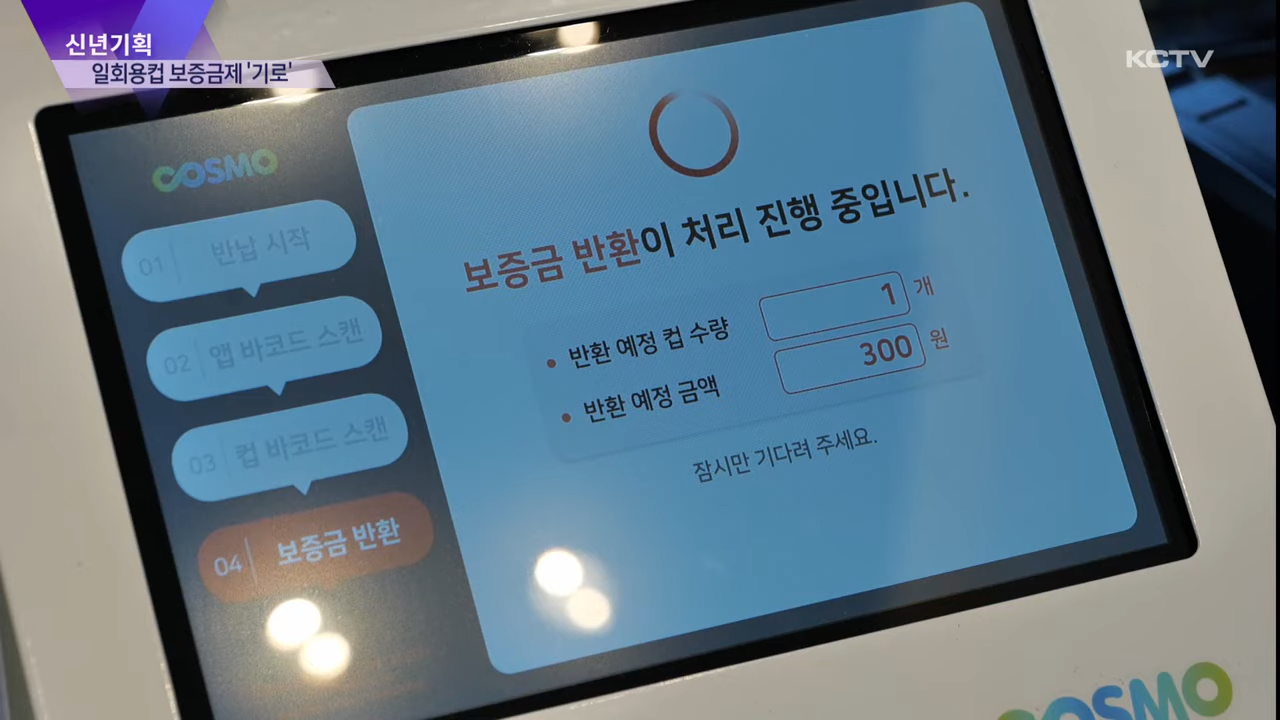 신년기획
일회용컵 보증금제 '기로'
KCTV
COSMO
01 반납 시작
02 앱 바코드 스캔
03 컵 바코드 스캔
04 보증금 반환
보증금 반환이 처리 진행 중입니다.
• 반환 예정 컵 수량 1 개
• 반환 예정 금액 300 원
잠시만 기다려 주세요.
COSMO